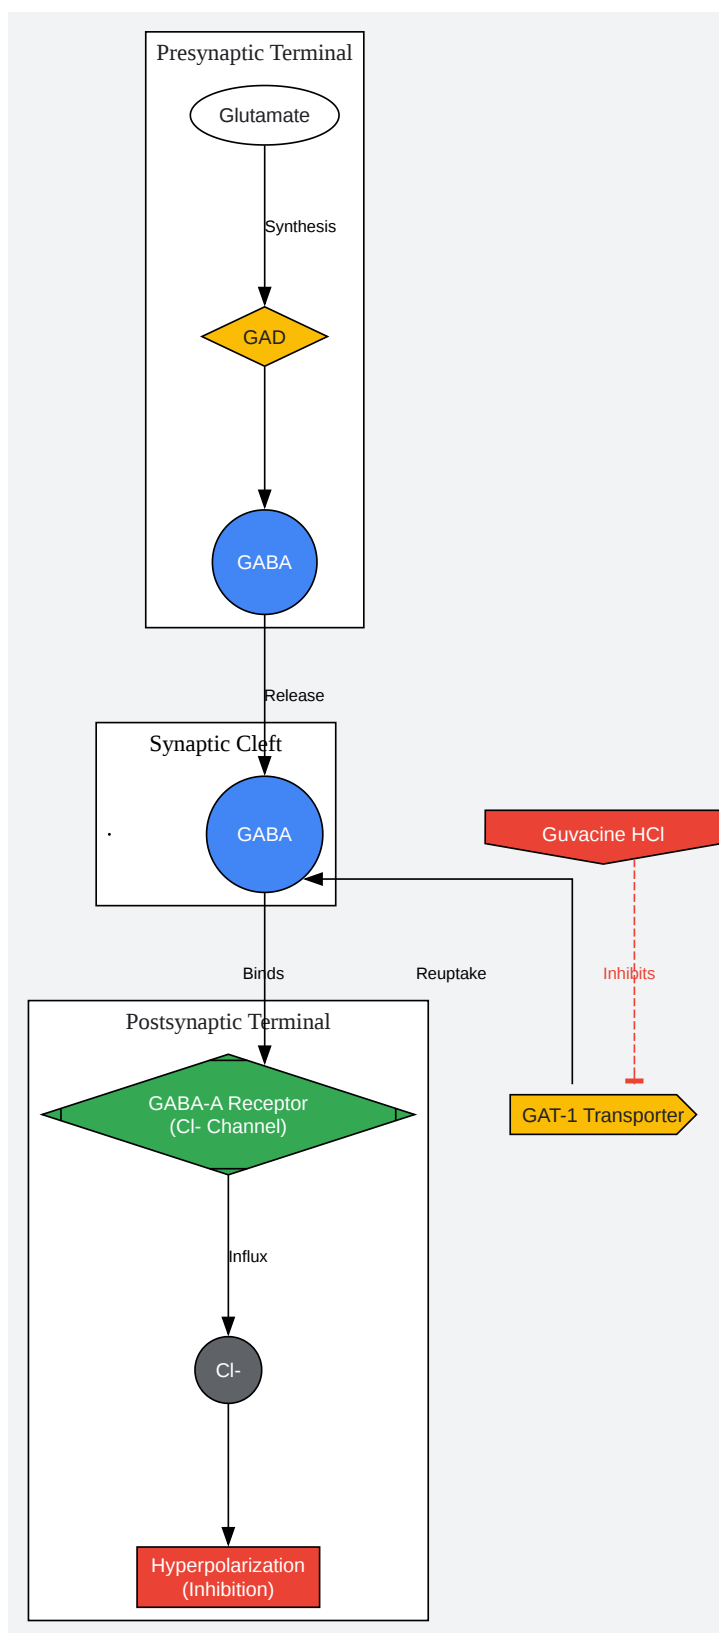 Presynaptic Terminal
Glutamate
Synthesis
GAD
GABA
Release
Synaptic Cleft
.
GABA
Guvacine HCl
Binds
Reuptake
Inhibits
Postsynaptic Terminal
GABA-A Receptor
(Cl- Channel)
GAT-1 Transporter
Influx
Cl-
Hyperpolarization
(Inhibition)